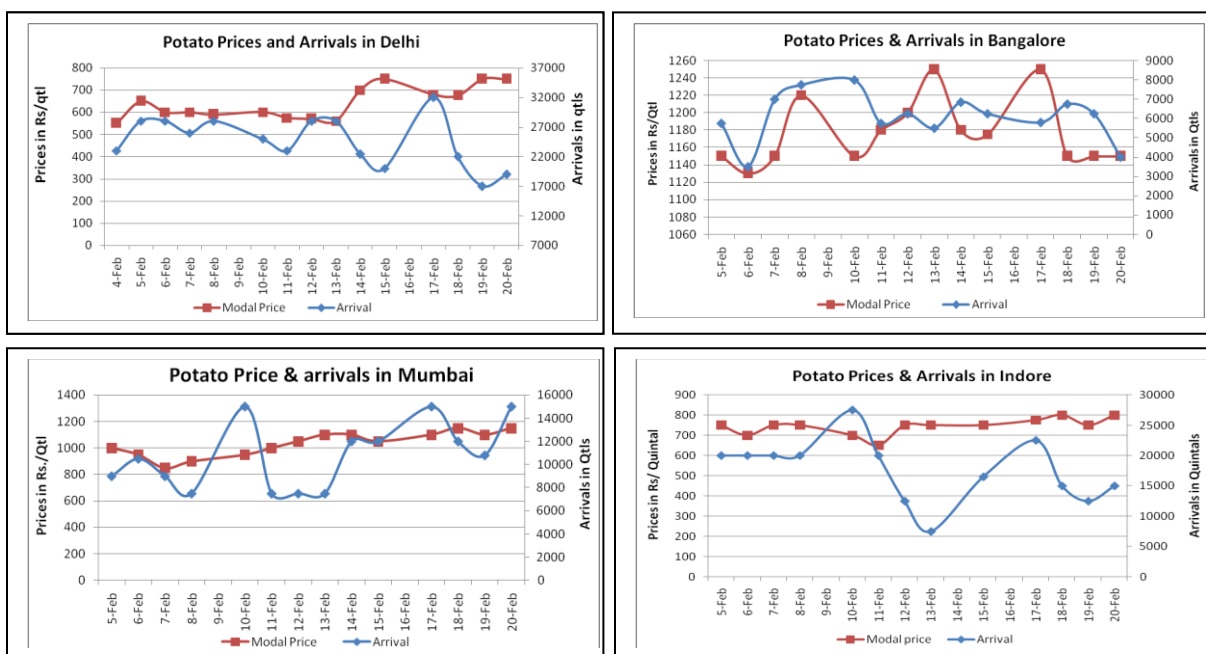 Potato Prices and Arrivals in Delhi
Prices in Rs,/qtl
800
700
600
500
400
300
200
100
0
37000
32000
27000
22000
17000
12000
7000
Arrivals in qtls
4-Feb
5-Feb
6-Feb
7-Feb
8-Feb
9-Feb
10-Feb
11-Feb
12-Feb
13-Feb
14-Feb
15-Feb
16-Feb
17-Feb
18-Feb
19-Feb
20-Feb
Modal Price
Arrival
Potato Prices & Arrivals in Bangalore
Prices in Rs/Qtl
1260
1240
1220
1200
1180
1160
1140
1120
1100
1080
1060
9000
8000
7000
6000
5000
4000
3000
2000
1000
0
Arrivals in Qtls
5-Feb
6-Feb
7-Feb
8-Feb
9-Feb
10-Feb
11-Feb
12-Feb
13-Feb
14-Feb
15-Feb
16-Feb
17-Feb
18-Feb
19-Feb
20-Feb
Modal Price
Arrival
Potato Price & arrivals in Mumbai
Prices in Rs,/Qtl
1400
1200
1000
800
600
400
200
0
16000
14000
12000
10000
8000
6000
4000
2000
0
Arrivals in Qtls
5-Feb
6-Feb
7-Feb
8-Feb
9-Feb
10-Feb
11-Feb
12-Feb
13-Feb
14-Feb
15-Feb
16-Feb
17-Feb
18-Feb
19-Feb
20-Feb
Modal Price
Arrival
Potato Prices & Arrivals in Indore
Prices in Rs/ Quintal
900
800
700
600
500
400
300
200
100
0
30000
25000
20000
15000
10000
5000
0
Arrivals in Quintals
5-Feb
6-Feb
7-Feb
8-Feb
9-Feb
10-Feb
11-Feb
12-Feb
13-Feb
14-Feb
15-Feb
16-Feb
17-Feb
18-Feb
19-Feb
20-Feb
Modal price
Arrival